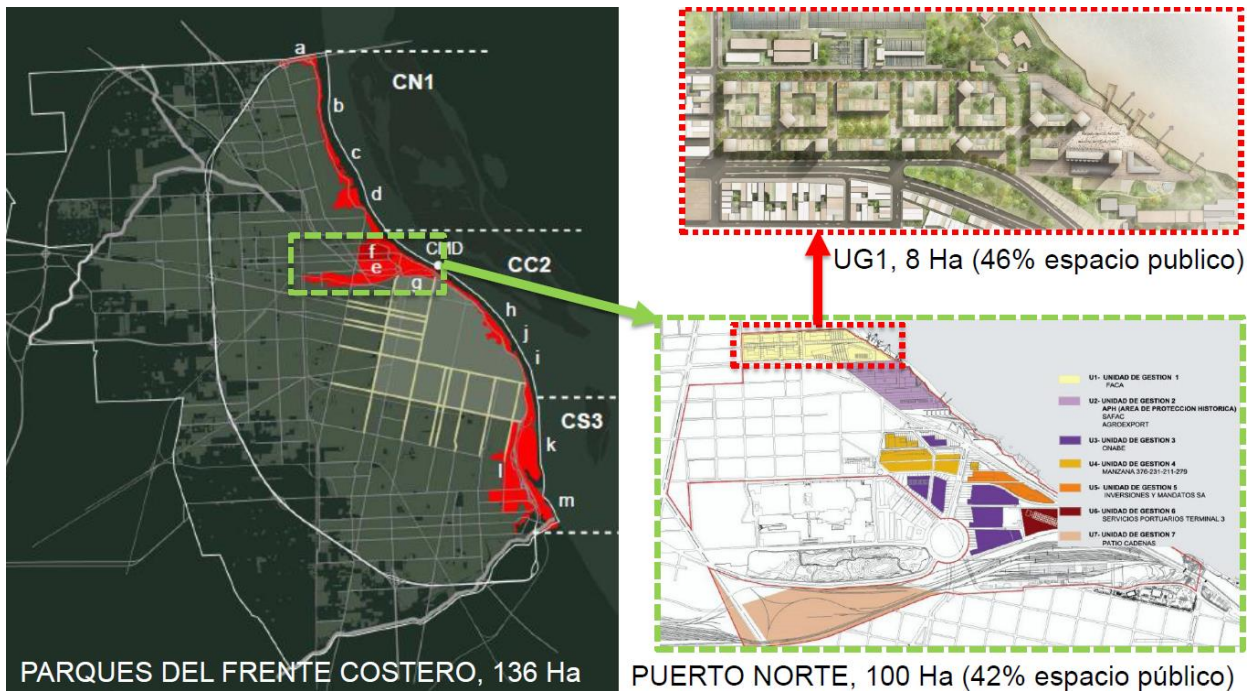 a
CN1
b
c
d
f
CMD
e
CC2
g
h
j
i
CS3
k
l
m
PARQUES DEL FRENTE COSTERO, 136 Ha
UG1, 8 Ha (46% espacio publico)
U1- UNIDAD DE GESTION 1
FACA
U2- UNIDAD DE GESTION 2
APH (AREA DE PROTECCION HISTORICA)
SAFAC
AGROEXPORT
U3- UNIDAD DE GESTION 3
ONABE
U4- UNIDAD DE GESTION 4
MANZANA 376-231-211-279
U5- UNIDAD DE GESTION 5
INVERSIONES Y MANDATOS SA
U6- UNIDAD DE GESTION 6
SERVICIOS PORTUARIOS TERMINAL 3
U7- UNIDAD DE GESTION 7
PATIO CADENAS
PUERTO NORTE, 100 Ha (42% espacio público)